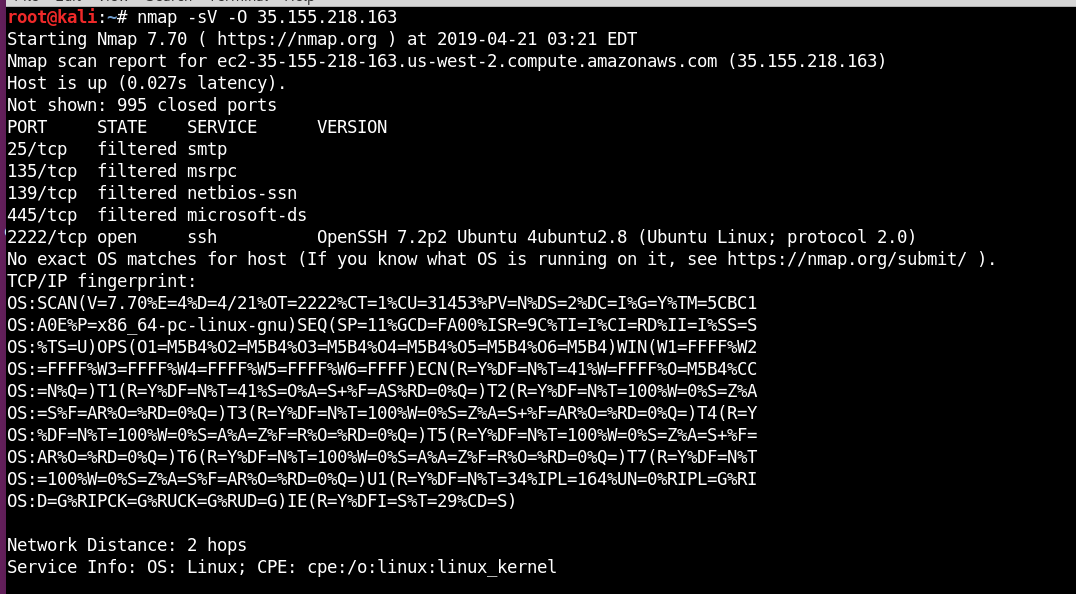 root@kali:~# nmap -sV -O 35.155.218.163
Starting Nmap 7.70 ( https://nmap.org ) at 2019-04-21 03:21 EDT
Nmap scan report for ec2-35-155-218-163.us-west-2.compute.amazonaws.com (35.155.218.163)
Host is up (0.027s latency).
Not shown: 995 closed ports
PORT     STATE    SERVICE      VERSION
25/tcp   filtered smtp
135/tcp  filtered msrpc
139/tcp  filtered netbios-ssn
445/tcp  filtered microsoft-ds
2222/tcp open     ssh          OpenSSH 7.2p2 Ubuntu 4ubuntu2.8 (Ubuntu Linux; protocol 2.0)
No exact OS matches for host (If you know what OS is running on it, see https://nmap.org/submit/ ).
TCP/IP fingerprint:
OS:SCAN(V=7.70%E=4%D=4/21%OT=2222%CT=1%CU=31453%PV=N%DS=2%DC=I%G=Y%TM=5CBC1
OS:A0E%P=x86_64-pc-linux-gnu)SEQ(SP=11%GCD=FA00%ISR=9C%TI=I%CI=RD%II=I%SS=S
OS:%TS=U)OPS(O1=M5B4%O2=M5B4%O3=M5B4%O4=M5B4%O5=M5B4%O6=M5B4)WIN(W1=FFFF%W2
OS:=FFFF%W3=FFFF%W4=FFFF%W5=FFFF%W6=FFFF)ECN(R=Y%DF=N%T=41%W=FFFF%O=M5B4%CC
OS:=N%Q=)T1(R=Y%DF=N%T=41%S=O%A=S+%F=AS%RD=0%Q=)T2(R=Y%DF=N%T=100%W=0%S=Z%A
OS:=S%F=AR%O=%RD=0%Q=)T3(R=Y%DF=N%T=100%W=0%S=Z%A=S+%F=AR%O=%RD=0%Q=)T4(R=Y
OS:%DF=N%T=100%W=0%S=A%A=Z%F=R%O=%RD=0%Q=)T5(R=Y%DF=N%T=100%W=0%S=Z%A=S+%F=
OS:AR%O=%RD=0%Q=)T6(R=Y%DF=N%T=100%W=0%S=A%A=Z%F=R%O=%RD=0%Q=)T7(R=Y%DF=N%T
OS:=100%W=0%S=Z%A=S%F=AR%O=%RD=0%Q=)U1(R=Y%DF=N%T=34%IPL=164%UN=0%RIPL=G%RI
OS:D=G%RIPCK=G%RUCK=G%RUD=G)IE(R=Y%DFI=S%T=29%CD=S)

Network Distance: 2 hops
Service Info: OS: Linux; CPE: cpe:/o:linux:linux_kernel